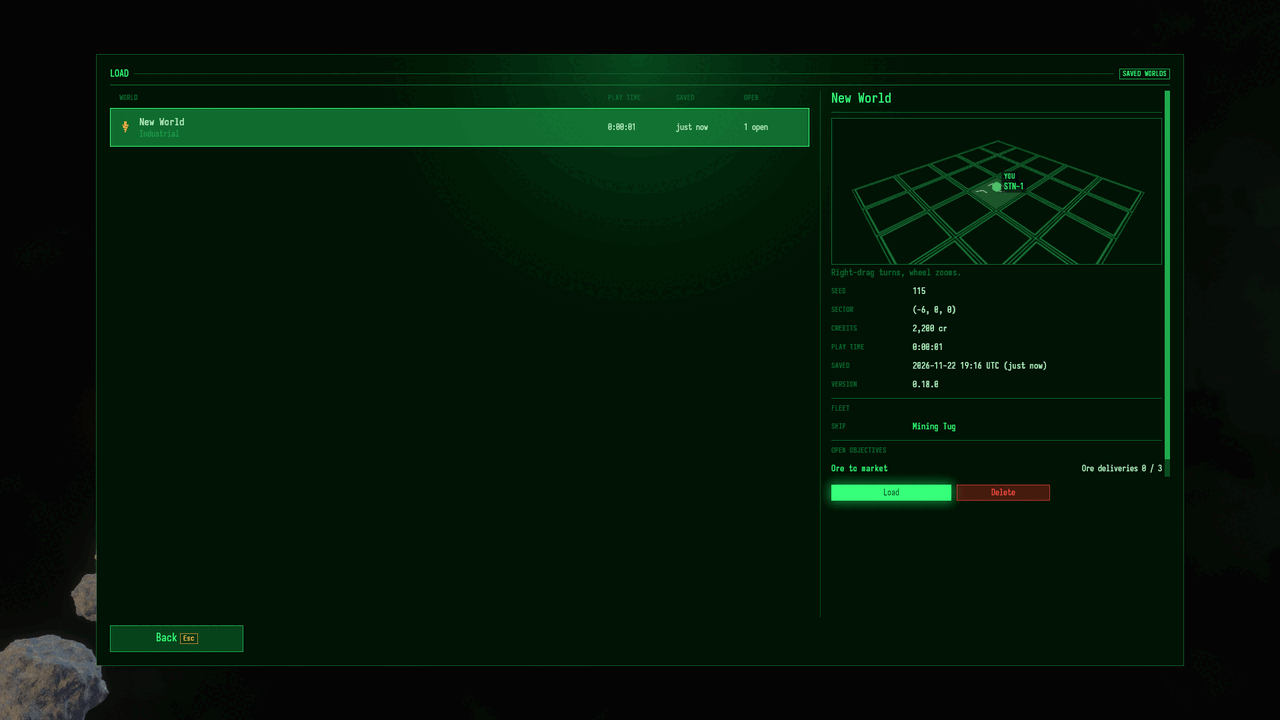 LOAD
SAVED WORLDS
WORLD PLAY TIME SAVED OPEN
New World
Industrial
0:00:01 just now 1 open
New World
YOU
STN-1
Right-drag turns, wheel zooms.
SEED 115
SECTOR (-6, 0, 0)
CREDITS 2,200 cr
PLAY TIME 0:00:01
SAVED 2026-11-22 19:16 UTC (just now)
VERSION 0.18.0
FLEET
SHIP Mining Tug
OPEN OBJECTIVES
Ore to market Ore deliveries 0 / 3
Load Delete
Back Esc